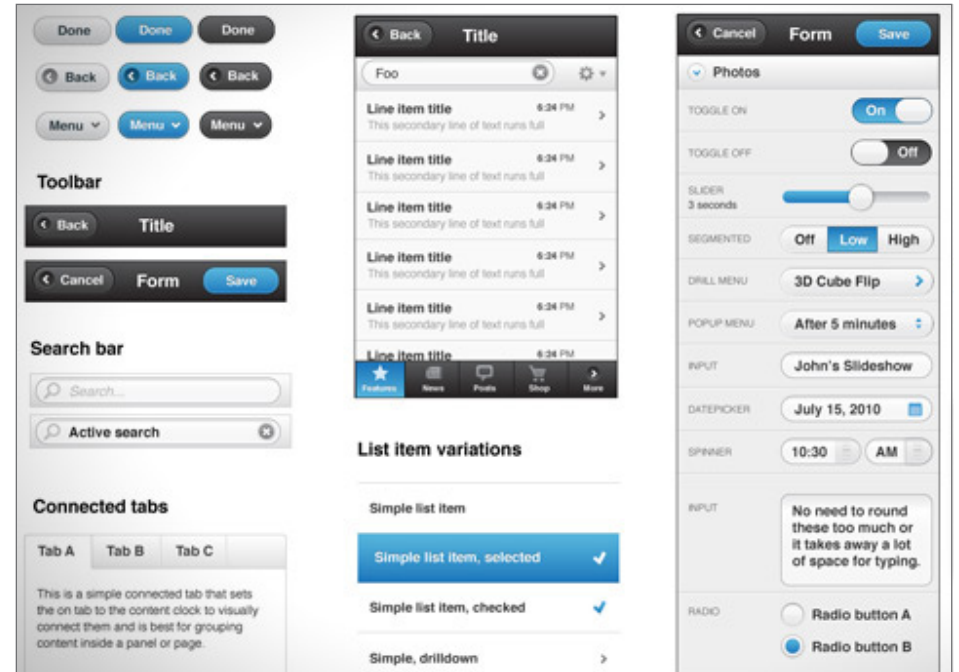 Done Done Done
Back Back Back
Menu Menu Menu
Toolbar
Back Title
Cancel Form Save
Search bar
Search...
Active search
Connected tabs
Tab A Tab B Tab C
This is a simple connected tab that sets
the on tab to the content clock to visually
connect them and is best for grouping
content inside a panel or page.
Back Title
Foo
Line item title 6:24 PM
This secondary line of text runs full
Line item title 6:24 PM
This secondary line of text runs full
Line item title 6:24 PM
This secondary line of text runs full
Line item title 6:24 PM
This secondary line of text runs full
Line item title 6:24 PM
This secondary line of text runs full
Line item title 6:24 PM
Features News Posts Shop More
List item variations
Simple list item
Simple list item, selected
Simple list item, checked
Simple, drilldown
Cancel Form Save
Photos
TOGGLE ON On
TOGGLE OFF Off
SLIDER
3 seconds
SEGMENTED Off Low High
DRILL MENU 3D Cube Flip
POPUP MENU After 5 minutes
INPUT John's Slideshow
DATEPICKER July 15, 2010
SPINNER 10:30 AM
INPUT No need to round
these too much or
it takes away a lot
of space for typing.
RADIO Radio button A
Radio button B